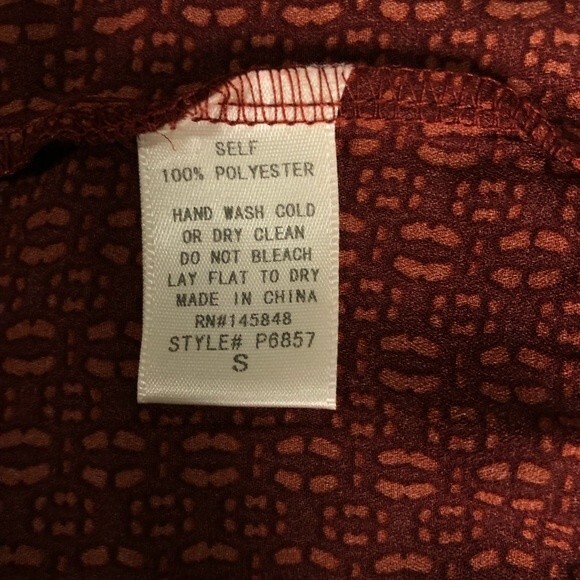 SELF
100% POLYESTER
HAND WASH COLD
OR DRY CLEAN
DO NOT BLEACH
LAY FLAT TO DRY
MADE IN CHINA
RN#145848
STYLE# P6857
S